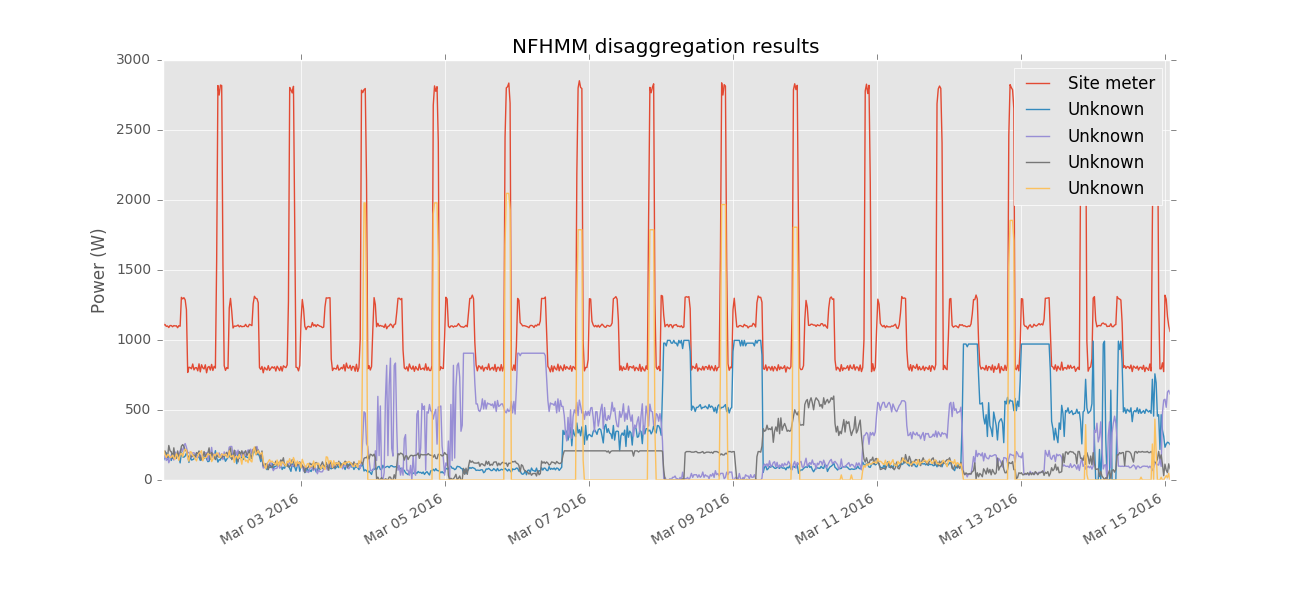 NFHMM disaggregation results
3000
2500
2000
1500
1000
500
0
Power (W)
Site meter
Unknown
Unknown
Unknown
Unknown
Mar 03 2016
Mar 05 2016
Mar 07 2016
Mar 09 2016
Mar 11 2016
Mar 13 2016
Mar 15 2016